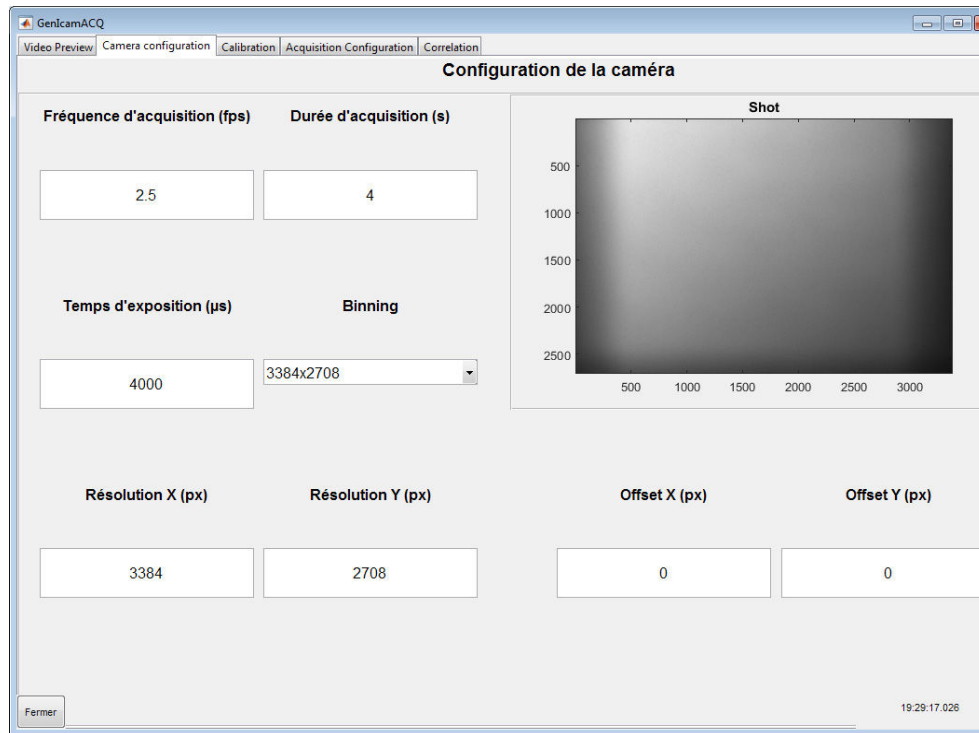 GenIcamACQ
Video Preview Camera configuration Calibration Acquisition Configuration Correlation
Configuration de la caméra
Fréquence d'acquisition (fps) Durée d'acquisition (s)
2.5 4
Shot
500
1000
1500
2000
2500
500 1000 1500 2000 2500 3000
Temps d'exposition (µs) Binning
4000 3384x2708
Résolution X (px) Résolution Y (px) Offset X (px) Offset Y (px)
3384 2708 0 0
Fermer 19:29:17.026